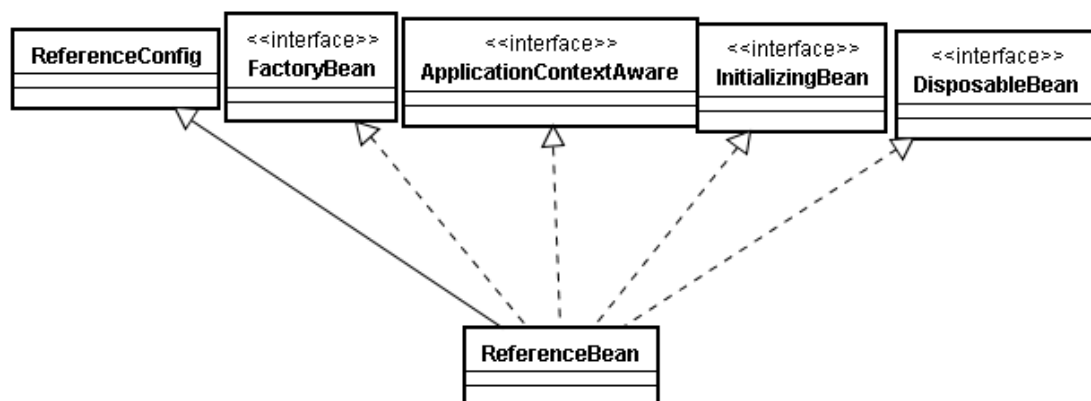 ReferenceConfig
<<interface>>
FactoryBean
<<interface>>
ApplicationContextAware
<<interface>>
InitializingBean
<<interface>>
DisposableBean
ReferenceBean